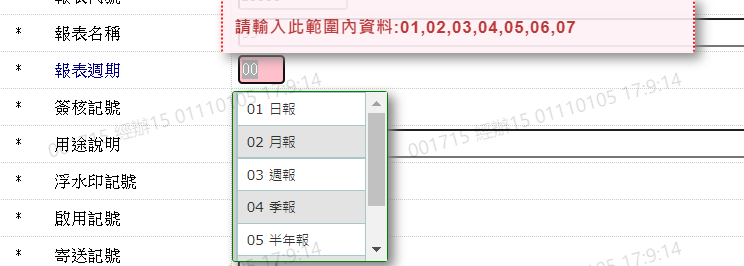 請輸入此範圍內資料:01,02,03,04,05,06,07
* 報表名稱
* 報表週期 00
01 日報
* 簽核記號
02 月報
* 用途說明
03 週報
* 浮水印記號
04 季報
* 啟用記號
05 半年報
* 寄送記號
001715 經辦15 01110105 17:9:14
001715 經辦15 01110105 17:9:14